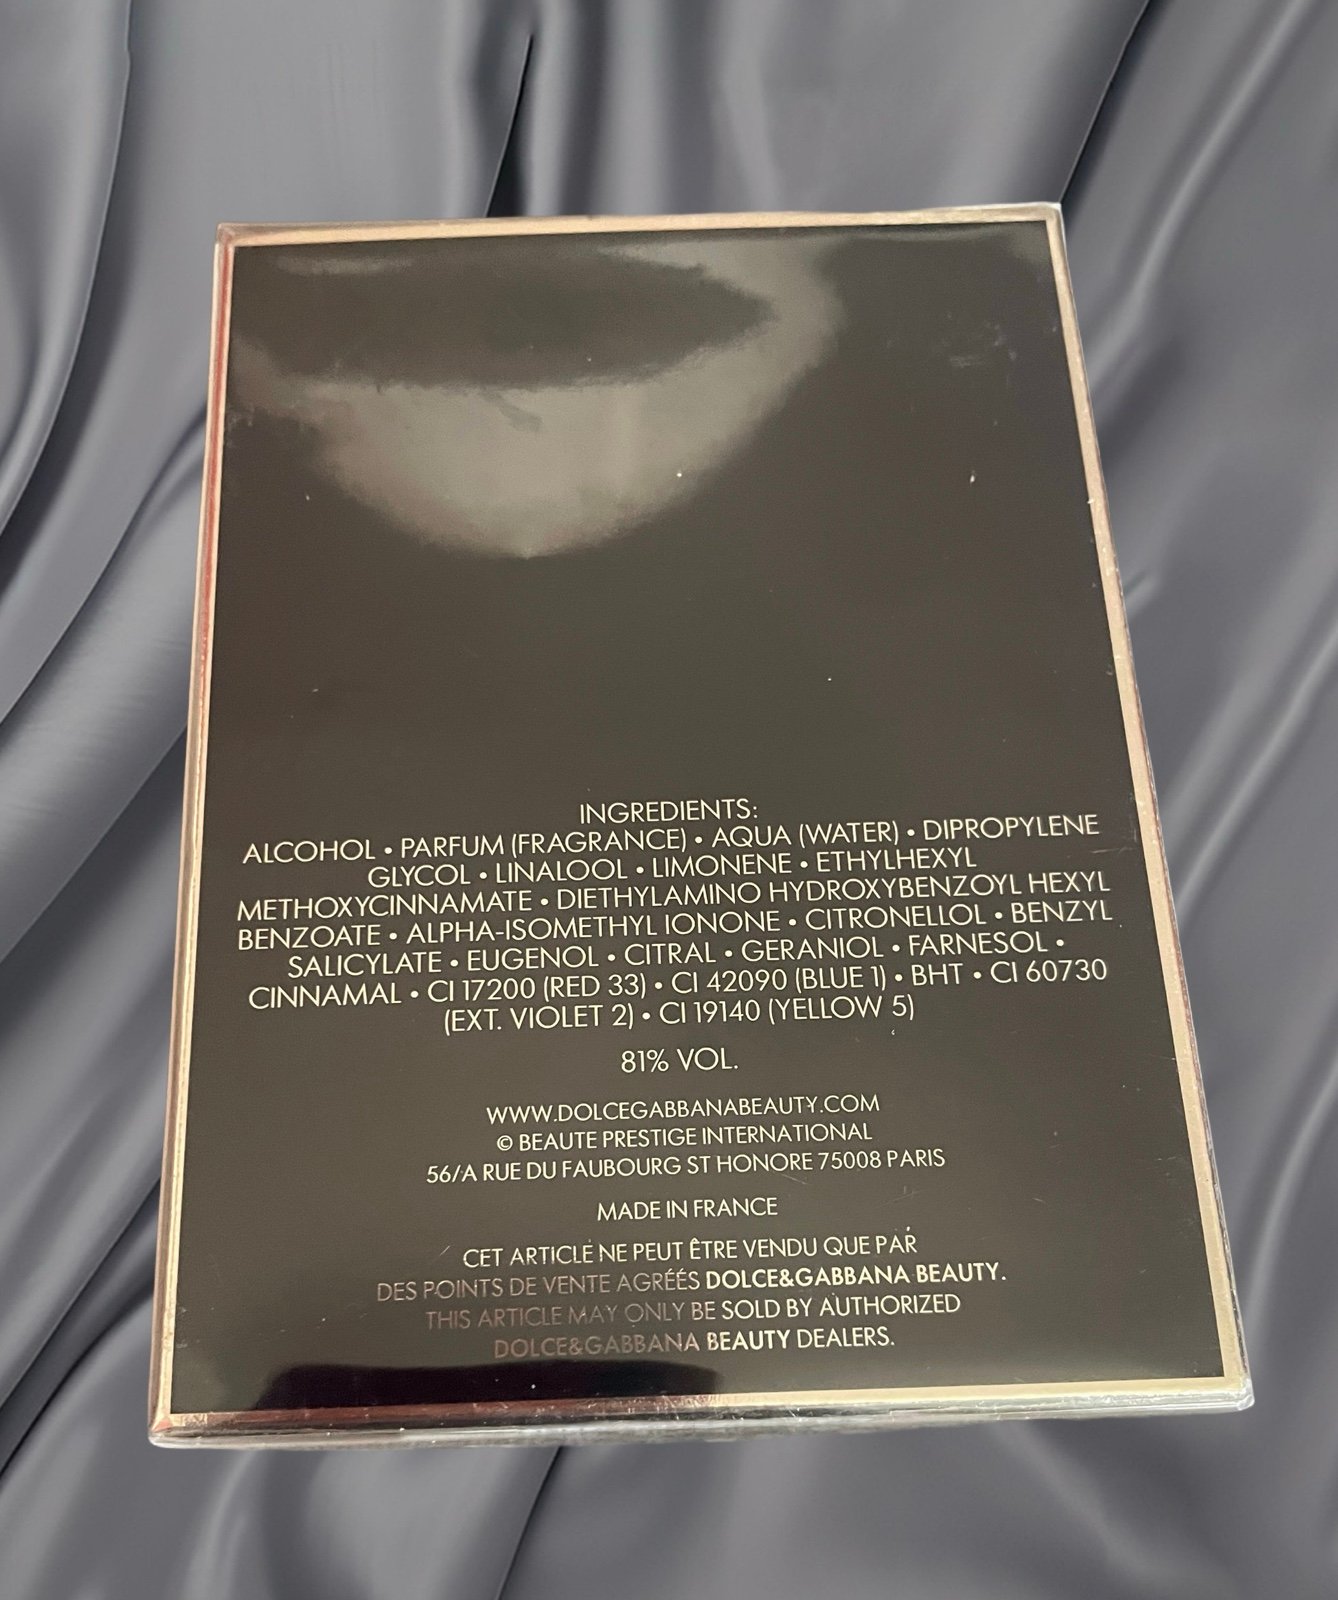 INGREDIENTS:
ALCOHOL • PARFUM (FRAGRANCE) • AQUA (WATER) • DIPROPYLENE
GLYCOL • LINALOOL • LIMONENE • ETHYLHEXYL
METHOXYCINNAMATE • DIETHYLAMINO HYDROXYBENZOYL HEXYL
BENZOATE • ALPHA-ISOMETHYL IONONE • CITRONELLOL • BENZYL
SALICYLATE • EUGENOL • CITRAL • GERANIOL • FARNESOL •
CINNAMAL • CI 17200 (RED 33) • CI 42090 (BLUE 1) • BHT • CI 60730
(EXT. VIOLET 2) • CI 19140 (YELLOW 5)
81% VOL.
WWW.DOLCEGABBANABEAUTY.COM
© BEAUTE PRESTIGE INTERNATIONAL
56/A RUE DU FAUBOURG ST HONORE 75008 PARIS
MADE IN FRANCE
CET ARTICLE NE PEUT ÊTRE VENDU QUE PAR
DES POINTS DE VENTE AGRÉÉS DOLCE&GABBANA BEAUTY.
THIS ARTICLE MAY ONLY BE SOLD BY AUTHORIZED
DOLCE&GABBANA BEAUTY DEALERS.